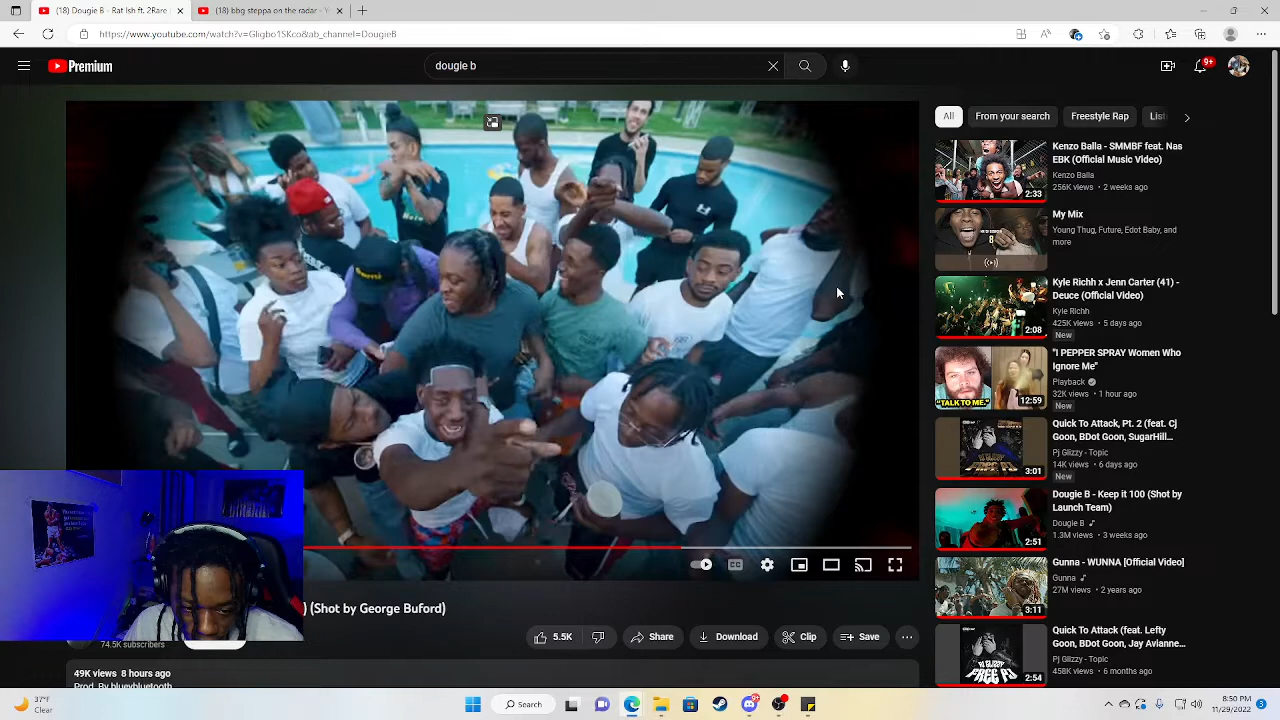 (18) Dougie B - Rat Ish ft. 2Rare
(18) bbg steppa on the radar -
https://www.youtube.com/watch?v=Gligbo1SKco&ab_channel=DougieB
Premium
dougie b
9+
All
From your search
Freestyle Rap
List
Kenzo Balla - SMMBF feat. Nas
EBK (Official Music Video)
Kenzo Balla
256K views • 2 weeks ago
2:33
My Mix
Young Thug, Future, Edot Baby, and
more
Kyle Richh x Jenn Carter (41) -
Deuce (Official Video)
Kyle Richh
425K views • 5 days ago
2:08
New
"I PEPPER SPRAY Women Who
Ignore Me"
Playback
32K views • 1 hour ago
"TALK TO ME."
12:59
New
Quick To Attack, Pt. 2 (feat. Cj
Goon, BDot Goon, SugarHill...
Pj Glizzy - Topic
14K views • 6 days ago
3:01
New
Dougie B - Keep it 100 (Shot by
Launch Team)
Dougie B
1.3M views • 3 weeks ago
2:51
Gunna - WUNNA [Official Video]
Gunna
27M views • 2 years ago
3:11
Quick To Attack (feat. Lefty
Goon, BDot Goon, Jay Avianne...
Pj Glizzy - Topic
458K views • 6 months ago
2:54
) (Shot by George Buford)
74.5K subscribers
5.5K
Share
Download
Clip
Save
49K views 8 hours ago
Prod. By blueybluetooth
37°F
Clear
Search
8:50 PM
11/29/2022